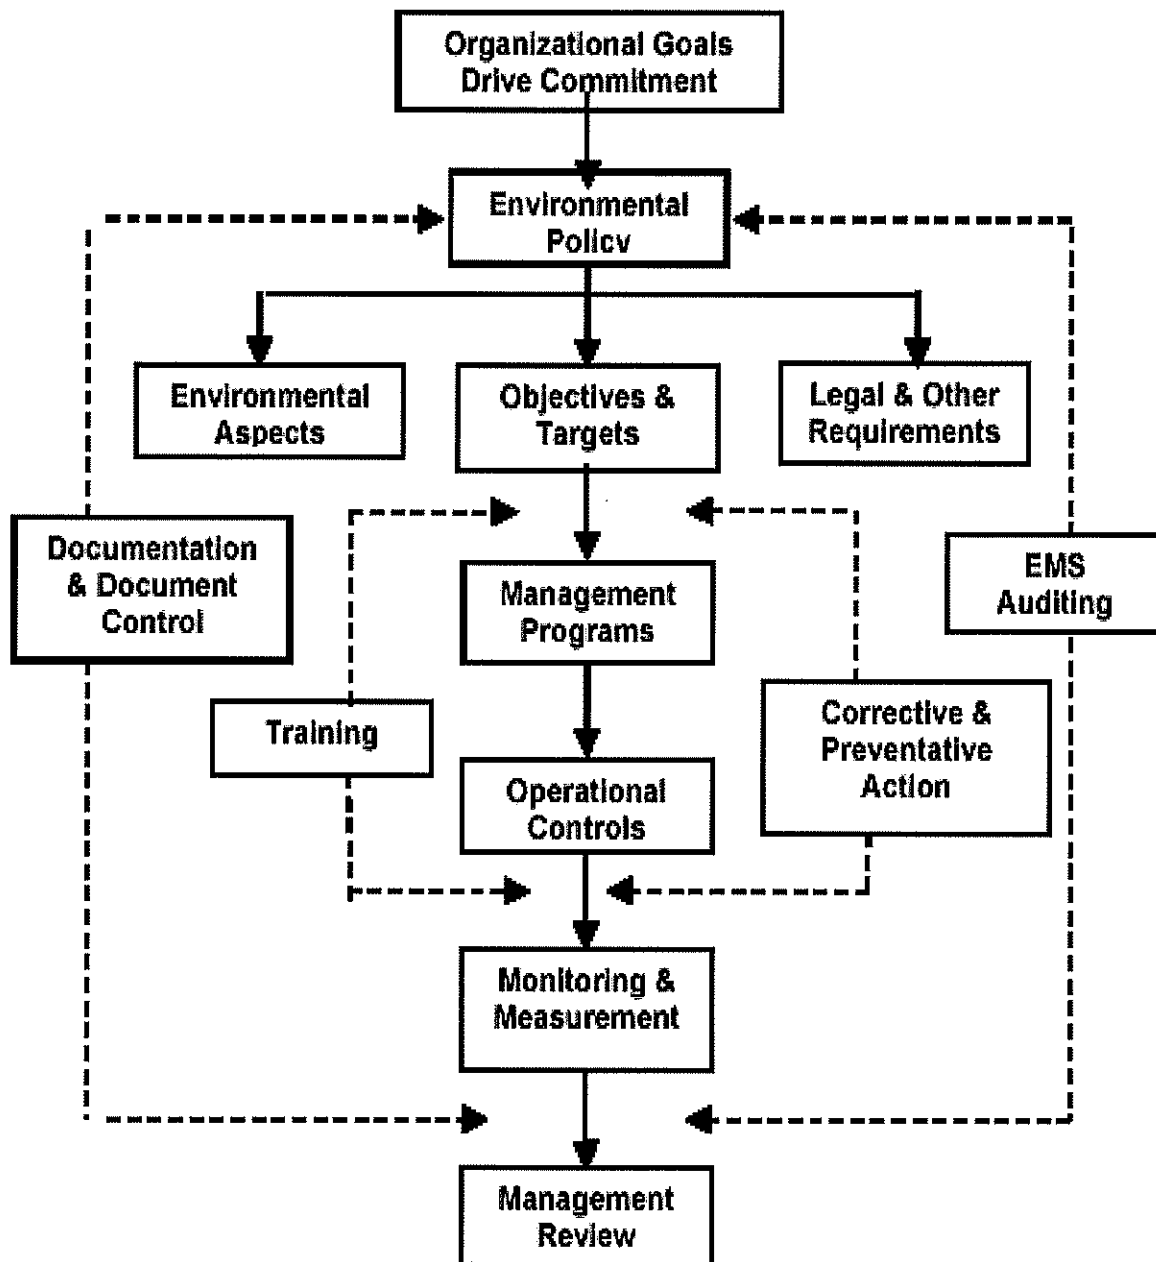 Organizational Goals
Drive Commitment
Environmental
Policy
Environmental
Aspects
Objectives &
Targets
Legal & Other
Requirements
Documentation
& Document
Control
Management
Programs
EMS
Auditing
Training
Corrective &
Preventative
Action
Operational
Controls
Monitoring &
Measurement
Management
Review